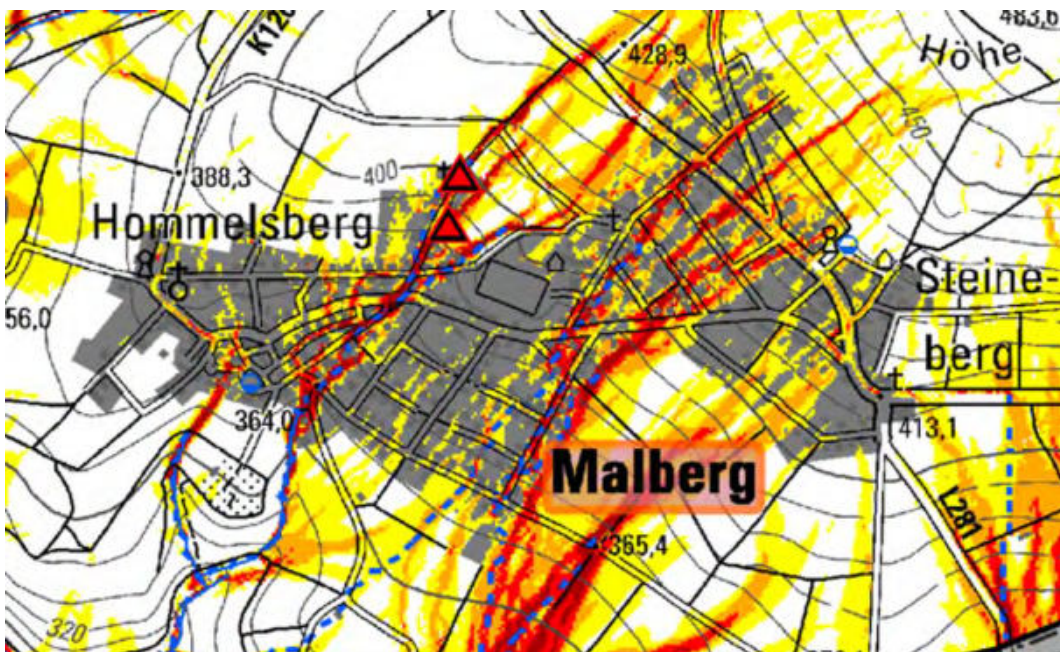 483,6
K120
428,9
Höhe
450
400
388,3
Hommelsberg
Steine-
56,0
berg
364,0
413,1
Malberg
L281
365,4
320